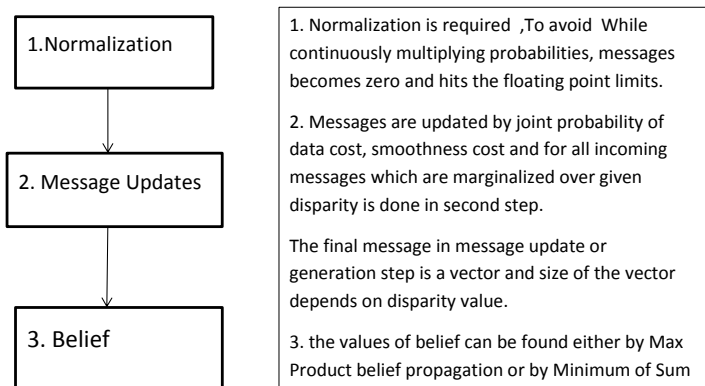 1.Normalization
2. Message Updates
3. Belief
1. Normalization is required ,To avoid While
continuously multiplying probabilities, messages
becomes zero and hits the floating point limits.
2. Messages are updated by joint probability of
data cost, smoothness cost and for all incoming
messages which are marginalized over given
disparity is done in second step.
The final message in message update or
generation step is a vector and size of the vector
depends on disparity value.
3. the values of belief can be found either by Max
Product belief propagation or by Minimum of Sum